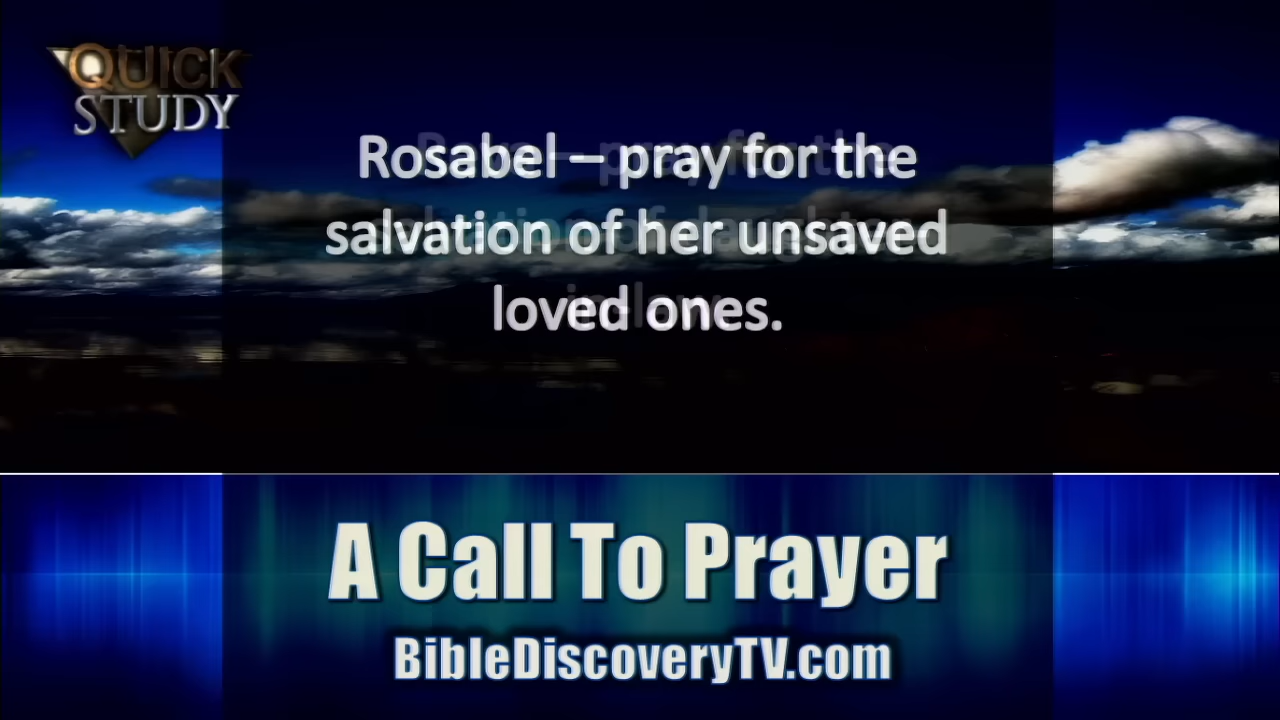 QUICK
STUDY
Rosabel – pray for the
salvation of her unsaved
loved ones.
A Call To Prayer
BibleDiscoveryTV.com